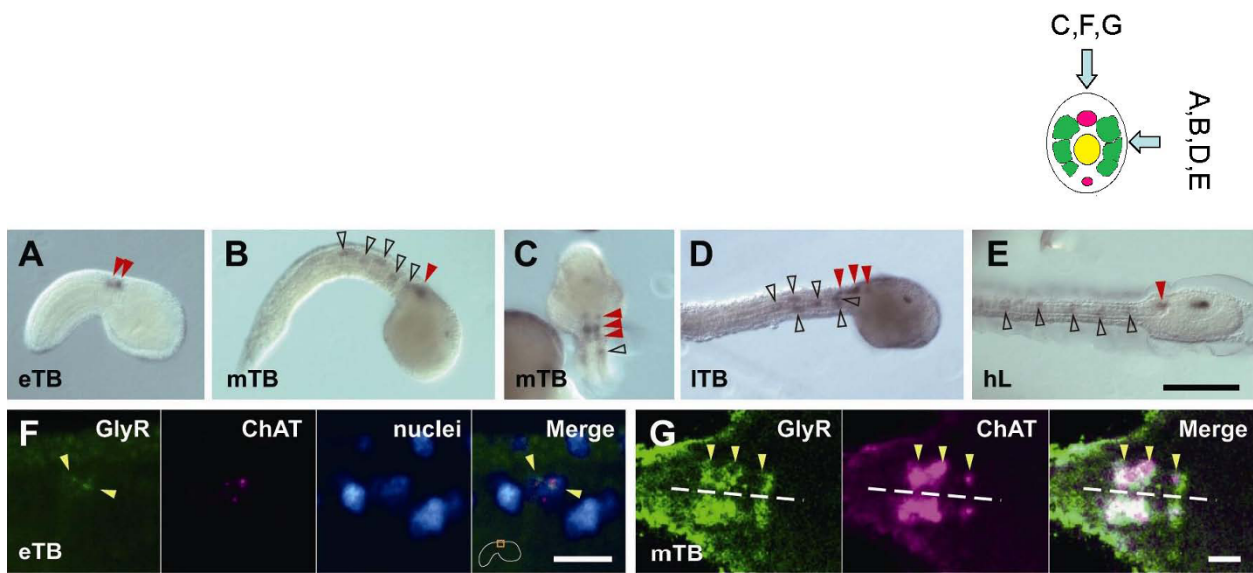 C,F,G
A,B,D,E
A
eTB
B
mTB
C
mTB
D
lTB
E
hL
F
GlyR
ChAT
nuclei
Merge
eTB
G
GlyR
ChAT
Merge
mTB